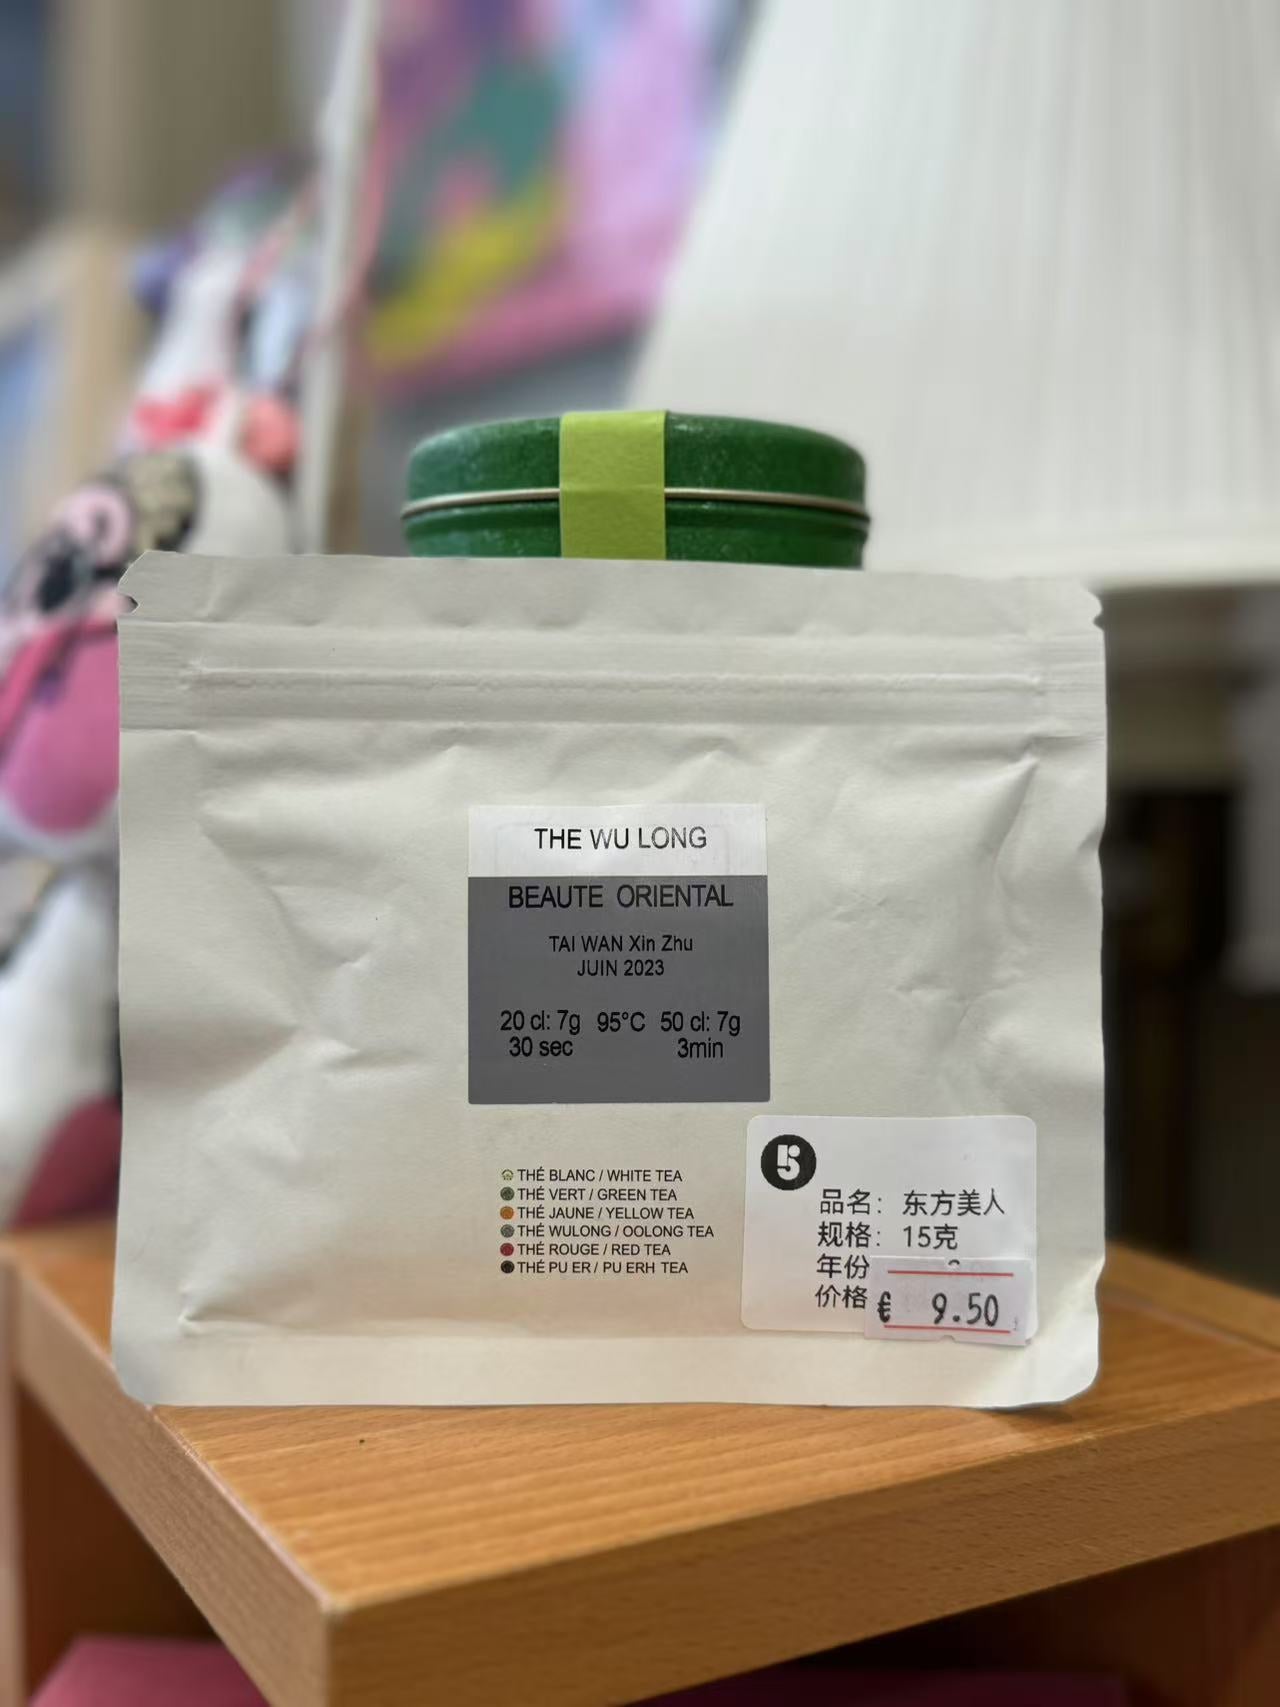 THE WU LONG
BEAUTE ORIENTAL
TAI WAN Xin Zhu
JUIN 2023
20 cl: 7g 95°C 50 cl: 7g
30 sec 3min
THÉ BLANC / WHITE TEA
THÉ VERT / GREEN TEA
THÉ JAUNE / YELLOW TEA
THÉ WULONG / OOLONG TEA
THÉ ROUGE / RED TEA
THÉ PU ER / PU ERH TEA
5
品名: 东方美人
规格: 15克
年份
价格
€ 9.50